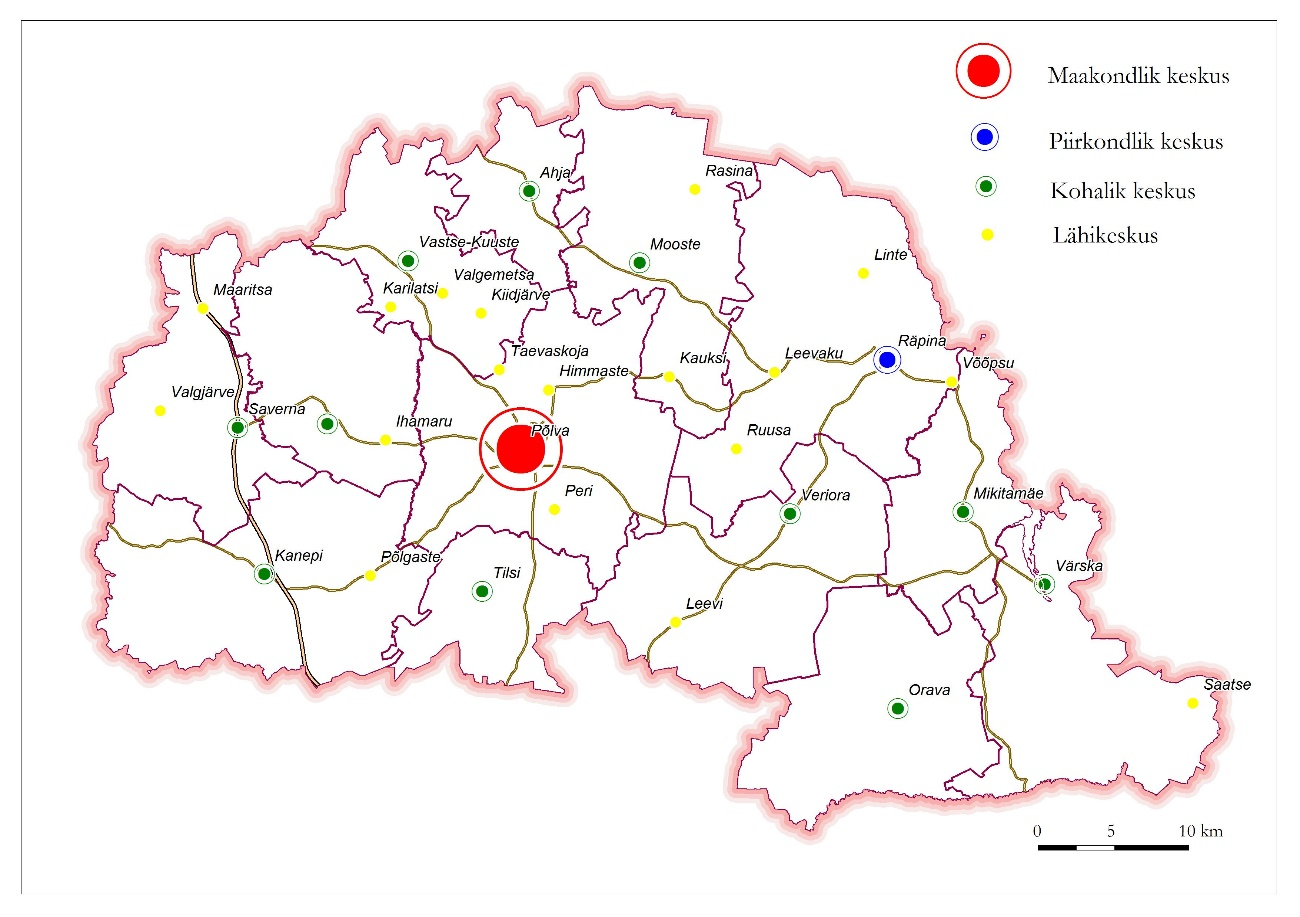 Maakondlik keskus
Piirkondlik keskus
Kohalik keskus
Lähikeskus
Ahja
Rasina
Vastse-Kuuste
Mooste
Linte
Valgemetsa
Karilatsi
Kiidjärve
Maaritsa
Räpina
P
Taevaskoja
Kauksi
Leevaku
Võõpsu
Himmaste
Valgjärve
Saverna
Ihamaru
Põlva
Ruusa
Peri
Veriora
Mikitamäe
Kanepi
Põlgaste
Tilsi
Värska
Leevi
Orava
Saatse
0 5 10 km